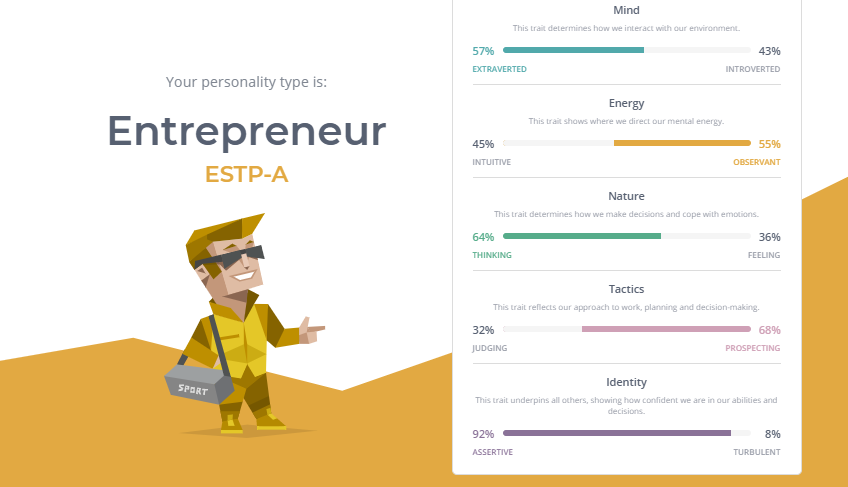 Your personality type is:
Entrepreneur
ESTP-A
SPORT
Mind
This trait determines how we interact with our environment.
57% 43%
EXTRAVERTED INTROVERTED
Energy
This trait shows where we direct our mental energy.
45% 55%
INTUITIVE OBSERVANT
Nature
This trait determines how we make decisions and cope with emotions.
64% 36%
THINKING FEELING
Tactics
This trait reflects our approach to work, planning and decision-making.
32% 68%
JUDGING PROSPECTING
Identity
This trait underpins all others, showing how confident we are in our abilities and
decisions.
92% 8%
ASSERTIVE TURBULENT